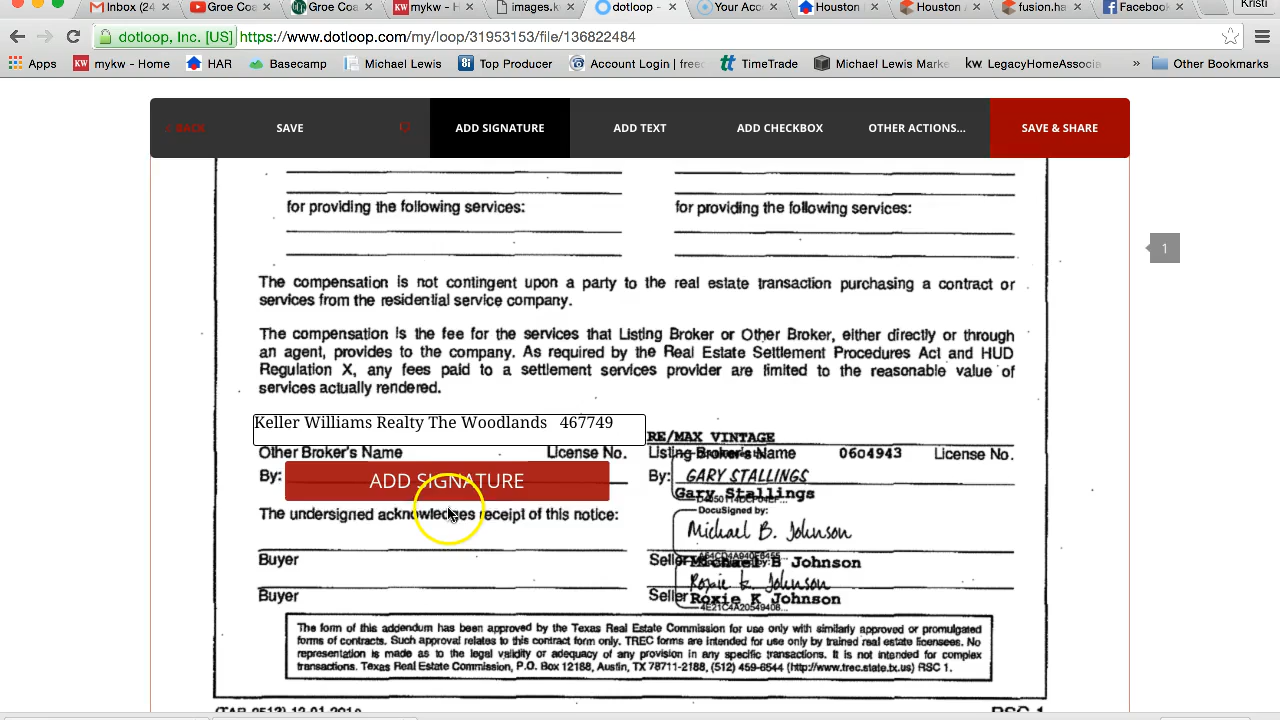 Gmail Inbox (24
Groe Coa
Groe Con
mykw - H
images.k
dotloop -
Your Acc
Houston
Houston
fusion.ha
Facebook
Kristi
dotloop, Inc. [US] https://www.dotloop.com/my/loop/31953153/file/136822484
Apps mykw - Home HAR Basecamp Michael Lewis Top Producer Account Login | free TimeTrade Michael Lewis Marke kw LegacyHomeAssocia » Other Bookmarks
BACK SAVE ADD SIGNATURE ADD TEXT ADD CHECKBOX OTHER ACTIONS... SAVE & SHARE
for providing the following services: for providing the following services:
1
The compensation is not contingent upon a party to the real estate transaction purchasing a contract or
services from the residential service company.
The compensation is the fee for the services that Listing Broker or Other Broker, either directly or through
an agent, provides to the company. As required by the Real Estate Settlement Procedures Act and HUD
Regulation X, any fees paid to a settlement services provider are limited to the reasonable value of
services actually rendered.
Keller Williams Realty The Woodlands 467749
RE/MAX VINTAGE
Other Broker's Name License No. Listing Broker's Name 0604943 License No.
By: ADD SIGNATURE By: GARY STALLINGS
Gary Stallings
DocuSigned by:
The undersigned acknowledges receipt of this notice:
Michael B. Johnson
Buyer Seller Michael B Johnson
Roxie K Johnson
Buyer Seller Roxie K Johnson
4E21C4A20549408...
The form of this addendum has been approved by the Texas Real Estate Commission for use only with similarly approved or promulgated
forms of contracts. Such approval relates to this contract form only. TREC forms are intended for use only by trained real estate licensees. No
representation is made as to the legal validity or adequacy of any provision in any specific transactions. It is not intended for complex
transactions. Texas Real Estate Commission, P.O. Box 12188, Austin, TX 78711-2188, (512) 459-6544 (http://www.trec.state.tx.us) RSC 1.